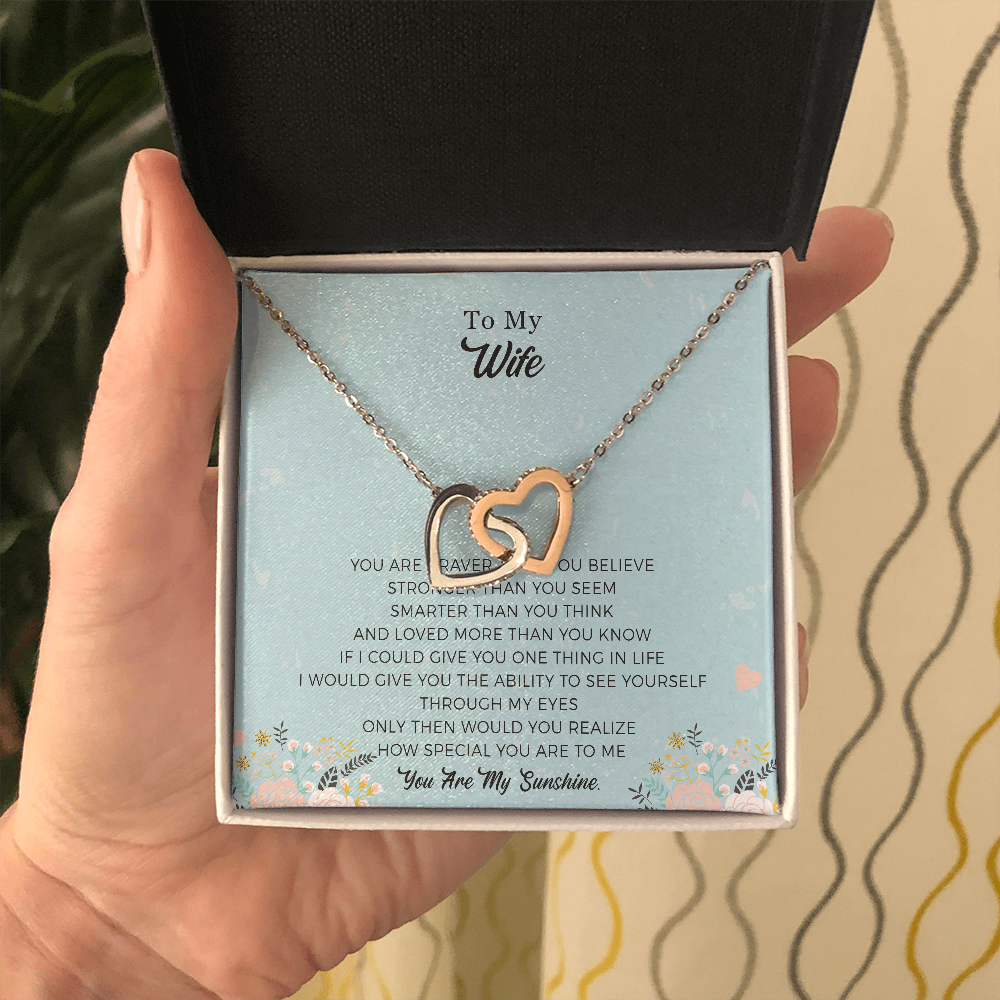 To My
Wife
YOU ARE RAVER OU BELIEVE
STRONGER THAN YOU SEEM
SMARTER THAN YOU THINK
AND LOVED MORE THAN YOU KNOW
IF I COULD GIVE YOU ONE THING IN LIFE
I WOULD GIVE YOU THE ABILITY TO SEE YOURSELF
THROUGH MY EYES
ONLY THEN WOULD YOU REALIZE
HOW SPECIAL YOU ARE TO ME
You Are My Sunshine.